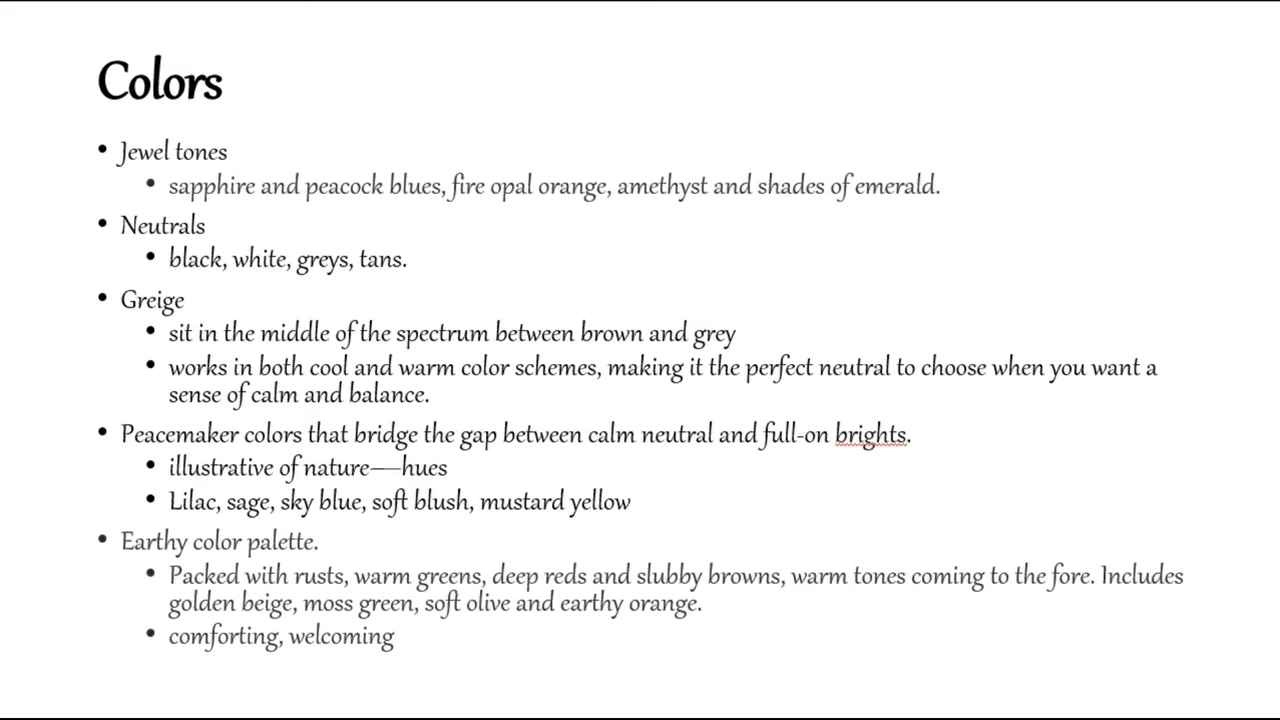 Colors
• Jewel tones
• sapphire and peacock blues, fire opal orange, amethyst and shades of emerald.
• Neutrals
• black, white, greys, tans.
• Greige
• sit in the middle of the spectrum between brown and grey
• works in both cool and warm color schemes, making it the perfect neutral to choose when you want a
sense of calm and balance.
• Peacemaker colors that bridge the gap between calm neutral and full-on brights.
• illustrative of nature—–hues
• Lilac, sage, sky blue, soft blush, mustard yellow
• Earthy color palette.
• Packed with rusts, warm greens, deep reds and slubby browns, warm tones coming to the fore. Includes
golden beige, moss green, soft olive and earthy orange.
• comforting, welcoming